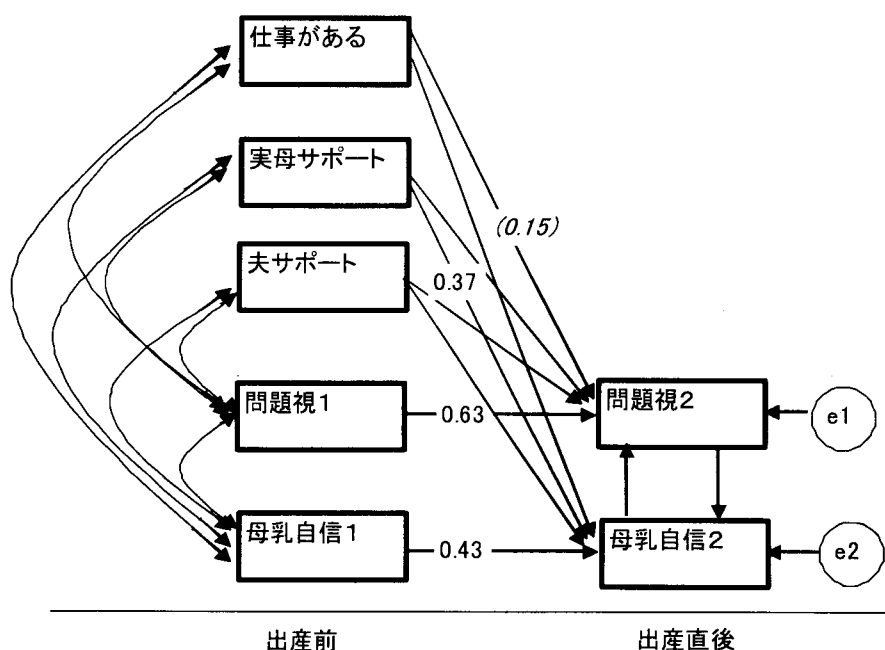 仕事がある
実母サポート
(0.15)
夫サポート
0.37
問題視1
0.63
問題視2
e1
母乳自信1
0.43
母乳自信2
e2
出産前
出産直後